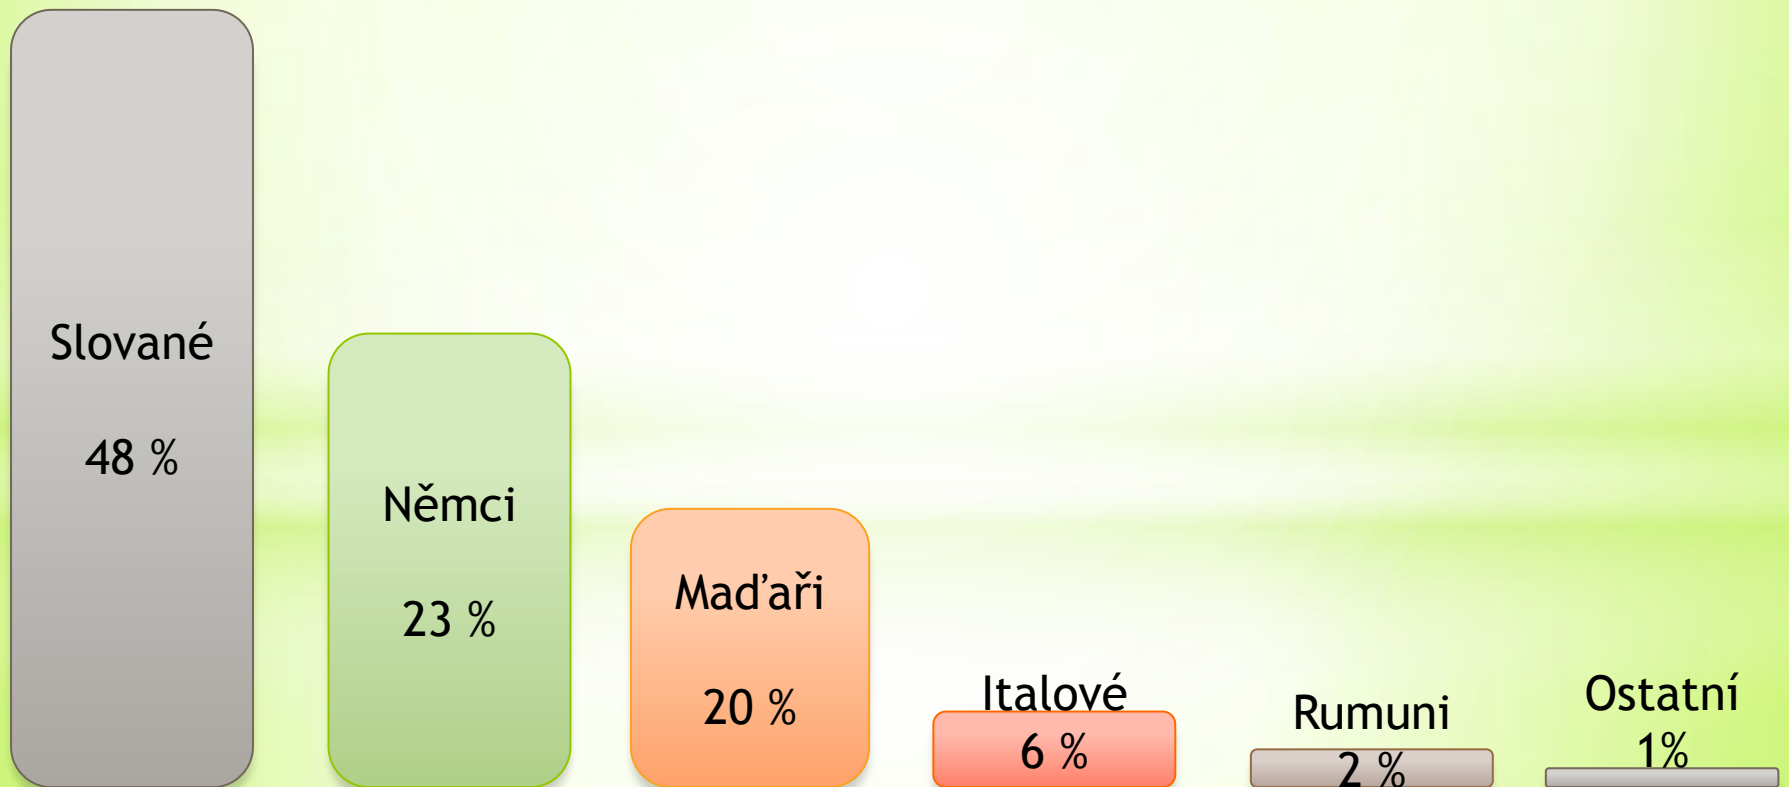 Slované
48 %
Němci
23 %
Maďaři
20 %
Italové
6 %
Rumuni
2 %
Ostatní
1%